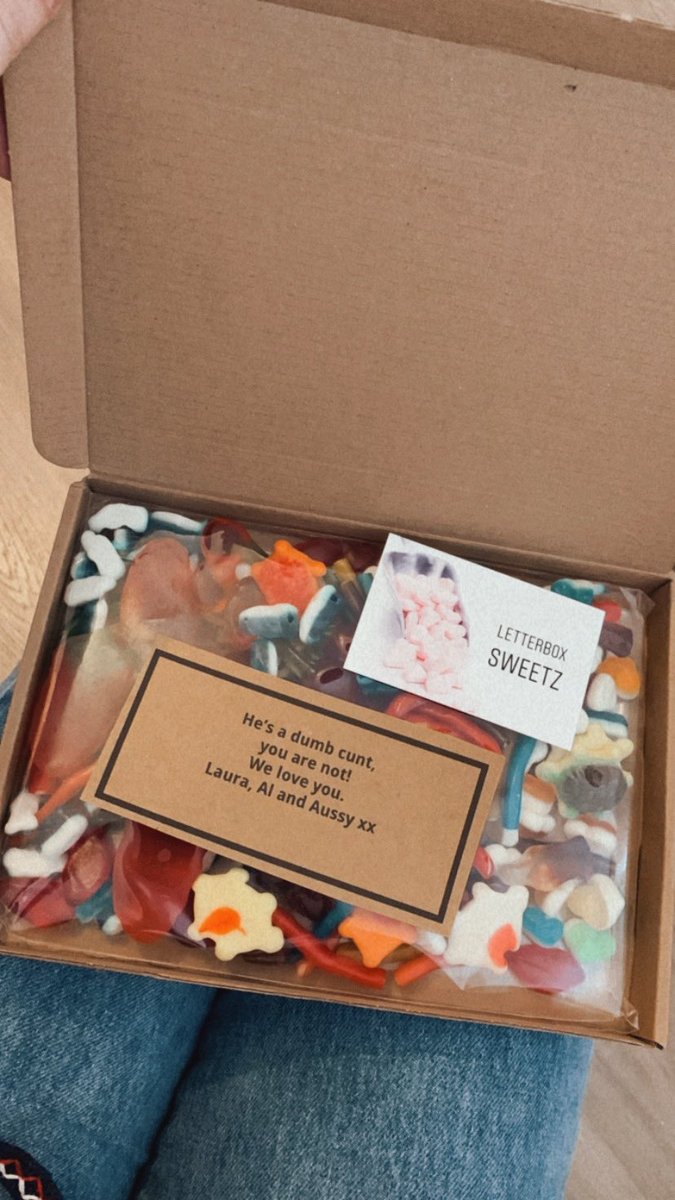 LETTERBOX
SWEETZ
He's a dumb cunt,
you are not!
We love you.
Laura, Al and Aussy xx